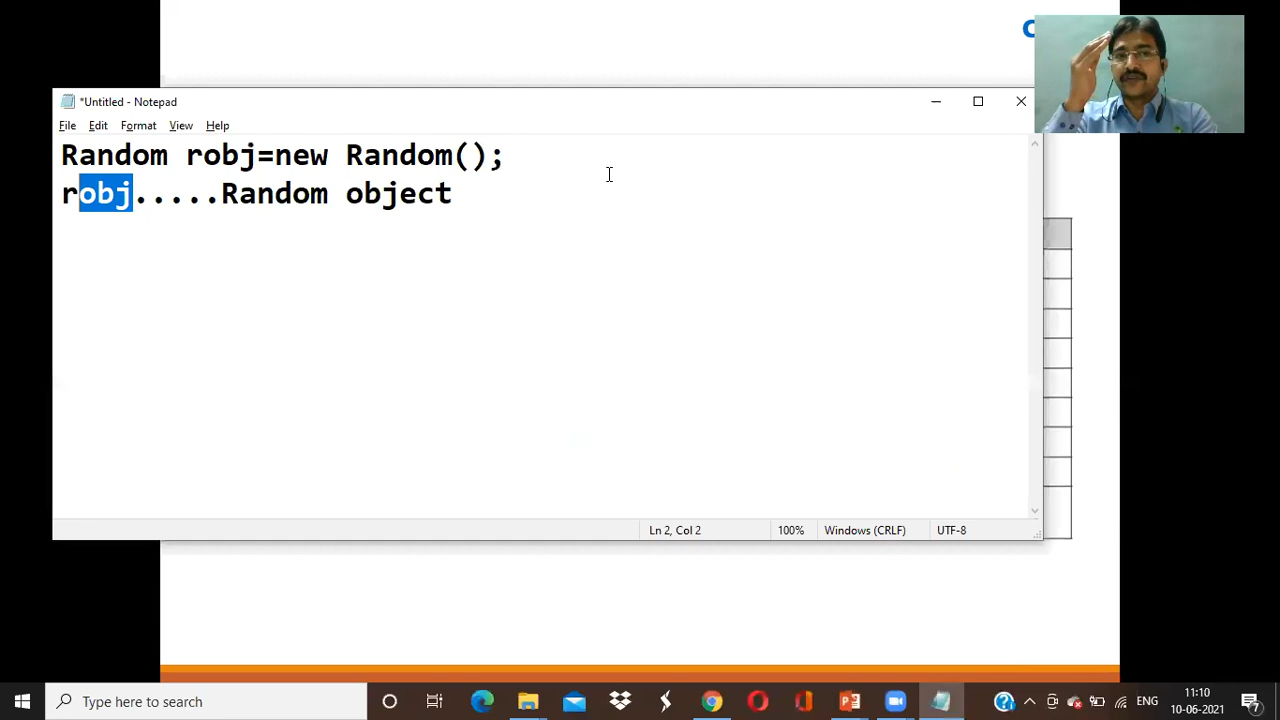 *Untitled - Notepad
File Edit Format View Help
Random robj=new Random();
robj.....Random object
Ln 2, Col 2 100% Windows (CRLF) UTF-8
Type here to search
ENG
11:10
10-06-2021
7